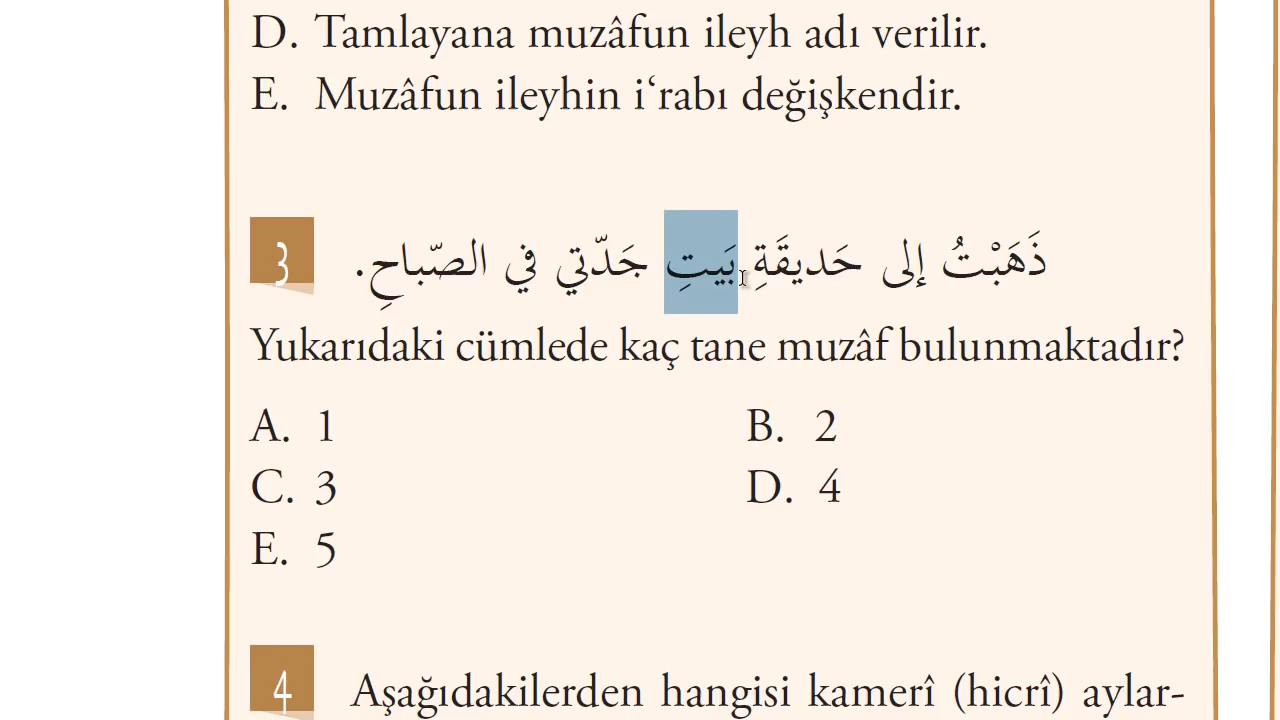 D. Tamlayana muzâfun ileyh adı verilir.
E. Muzâfun ileyhin i‘rabı değişkendir.
3 ذَهَبْتُ إلى حَديقَةِ بَيتِ جَدّتي في الصّباحِ.
Yukarıdaki cümlede kaç tane muzâf bulunmaktadır?
A. 1 B. 2
C. 3 D. 4
E. 5
4 Aşağıdakilerden hangisi kamerî (hicrî) aylar-